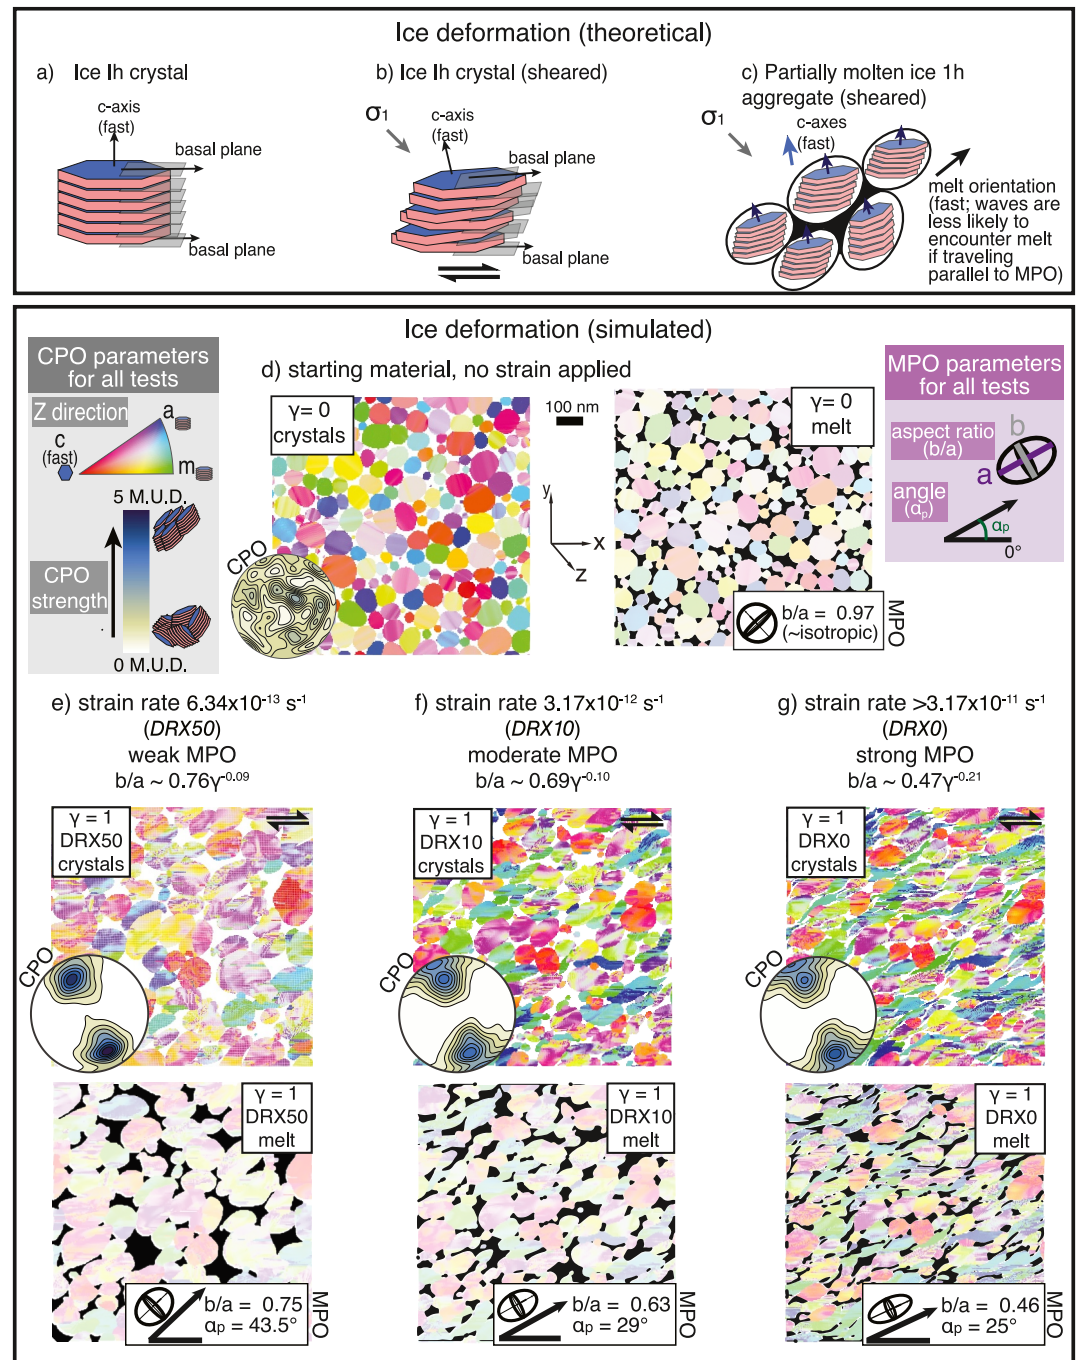 Ice deformation (theoretical)
a) Ice Ih crystal
c-axis
(fast)
basal plane
basal plane
b) Ice Ih crystal (sheared)
σ1
c-axis
(fast)
basal plane
basal plane
c) Partially molten ice 1h
aggregate (sheared)
σ1
c-axes
(fast)
melt orientation
(fast; waves are
less likely to
encounter melt
if traveling
parallel to MPO)
Ice deformation (simulated)
CPO parameters
for all tests
Z direction
a
c
(fast)
m
5 M.U.D.
CPO
strength
0 M.U.D.
d) starting material, no strain applied
γ= 0
crystals
CPO
100 nm
y
x
z
γ= 0
melt
b/a = 0.97
(~isotropic)
MPO
MPO parameters
for all tests
aspect ratio
(b/a)
b
a
angle
(αp)
αp
0°
e) strain rate 6.34x10⁻¹³ s⁻¹
(DRX50)
weak MPO
b/a ~ 0.76γ⁻⁰·⁰⁹
γ = 1
DRX50
crystals
CPO
γ = 1
DRX50
melt
b/a = 0.75
αp = 43.5°
MPO
f) strain rate 3.17x10⁻¹² s⁻¹
(DRX10)
moderate MPO
b/a ~ 0.69γ⁻⁰·¹⁰
γ = 1
DRX10
crystals
CPO
γ = 1
DRX10
melt
b/a = 0.63
αp = 29°
MPO
g) strain rate >3.17x10⁻¹¹ s⁻¹
(DRX0)
strong MPO
b/a ~ 0.47γ⁻⁰·²¹
γ = 1
DRX0
crystals
CPO
γ = 1
DRX0
melt
b/a = 0.46
αp = 25°
MPO